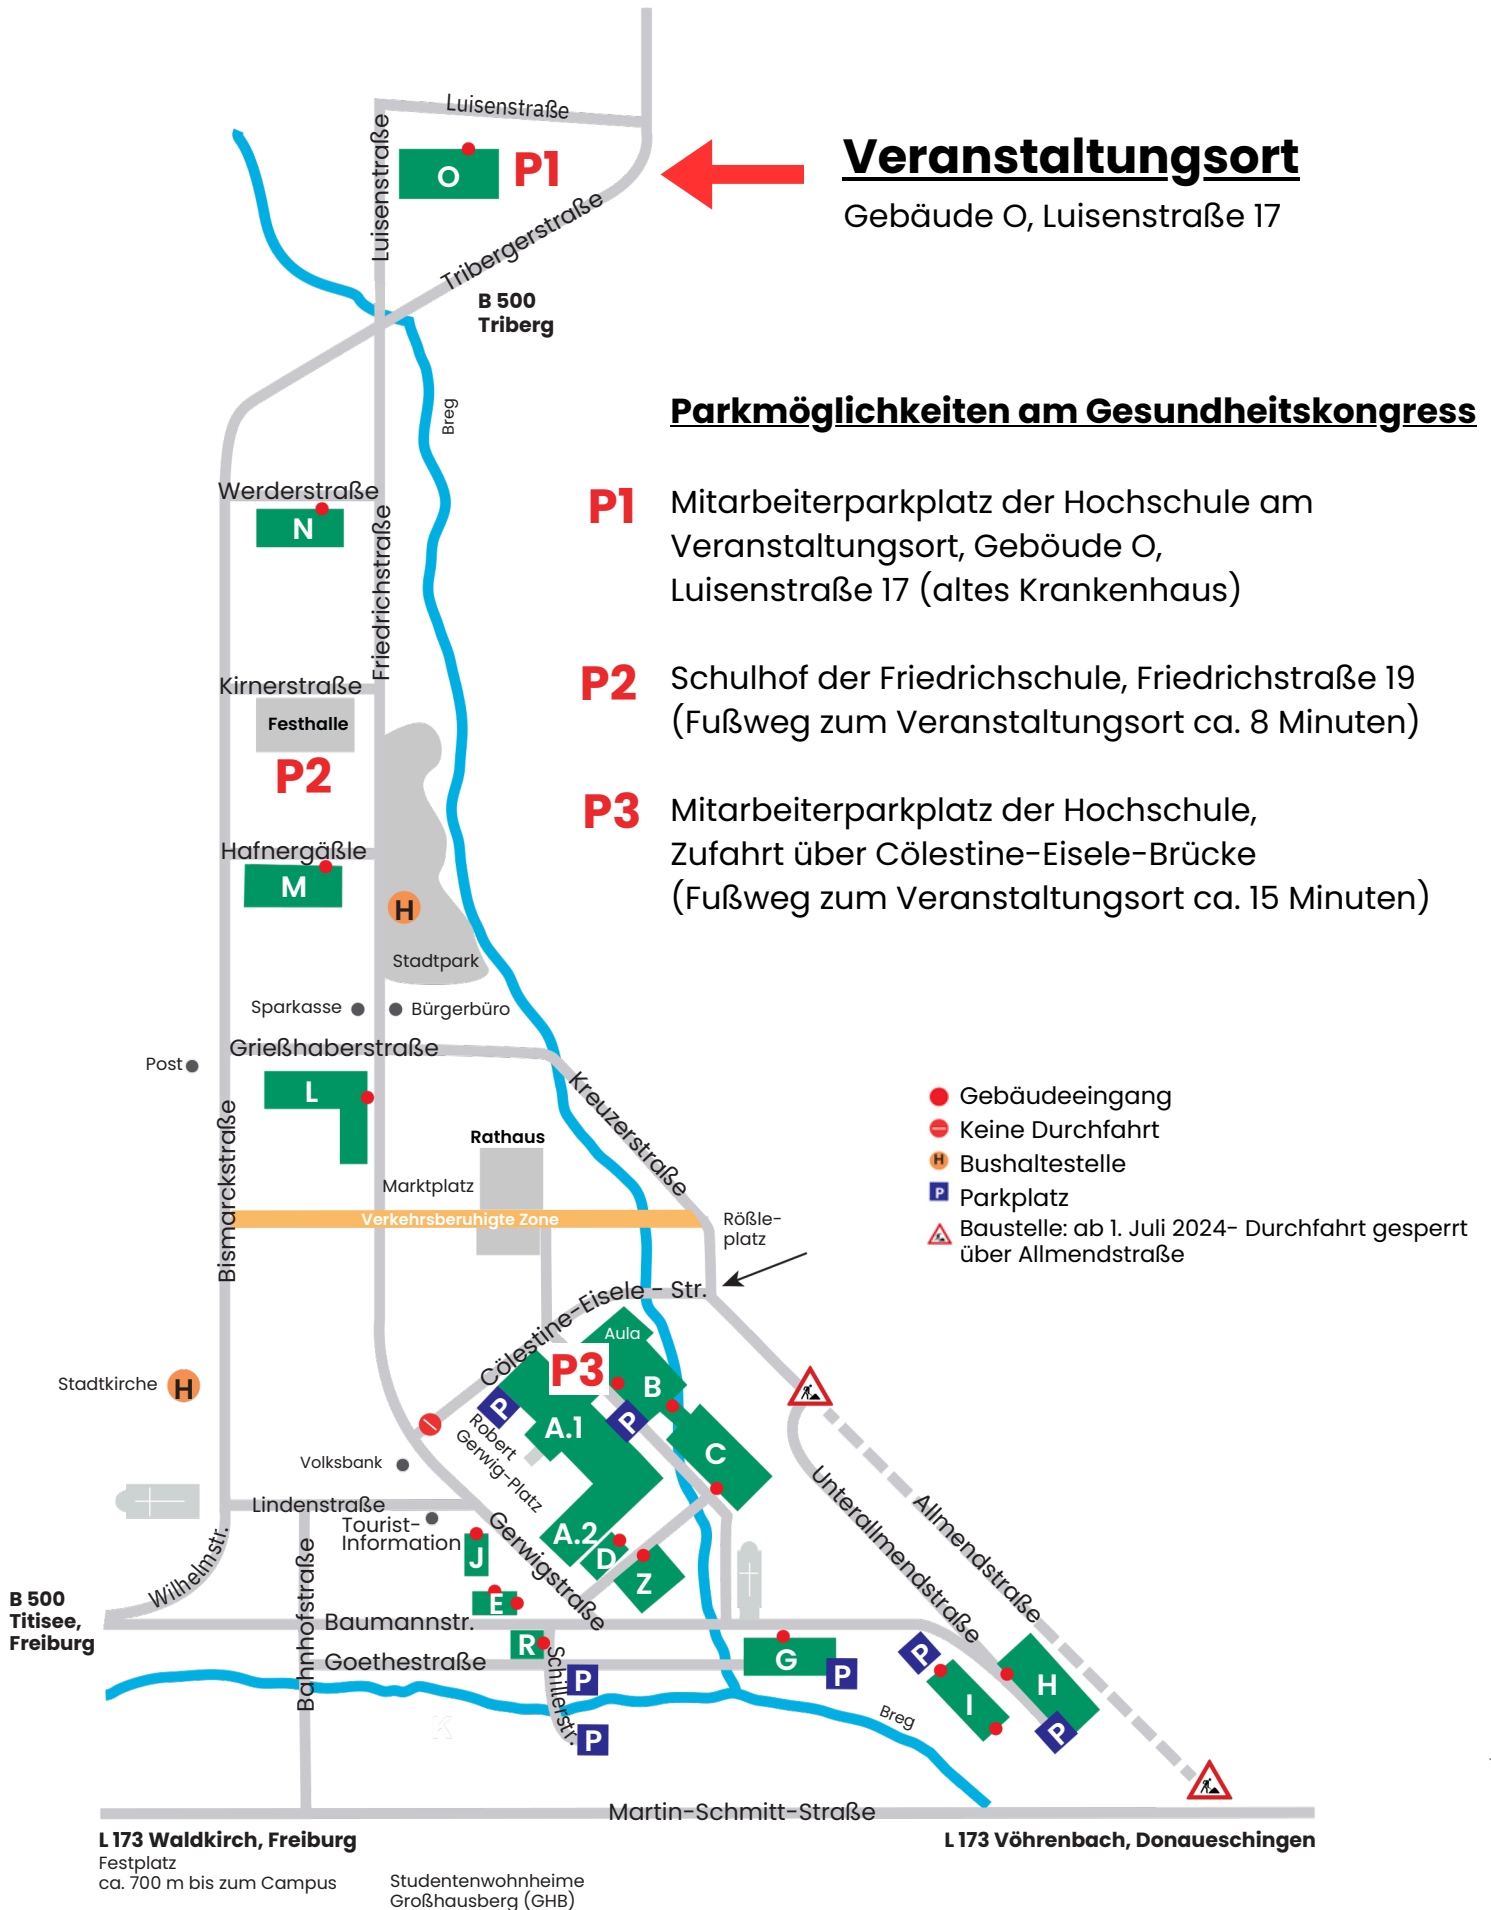 Luisenstraße
Luisenstraße
O
P1
Veranstaltungsort
Gebäude O, Luisenstraße 17
Tribergerstraße
B 500
Triberg
Breg
Parkmöglichkeiten am Gesundheitskongress
P1
Mitarbeiterparkplatz der Hochschule am
Veranstaltungsort, Geböude O,
Luisenstraße 17 (altes Krankenhaus)
P2
Schulhof der Friedrichschule, Friedrichstraße 19
(Fußweg zum Veranstaltungsort ca. 8 Minuten)
P3
Mitarbeiterparkplatz der Hochschule,
Zufahrt über Cölestine-Eisele-Brücke
(Fußweg zum Veranstaltungsort ca. 15 Minuten)
Werderstraße
N
Friedrichstraße
Kirnerstraße
Festhalle
P2
Hafnergäßle
M
H
Stadtpark
Sparkasse
Bürgerbüro
Grießhaberstraße
Post
L
Kreuzerstraße
Bismarckstraße
Rathaus
Marktplatz
Verkehrsberuhigte Zone
Rößle-
platz
Gebäudeeingang
Keine Durchfahrt
H
Bushaltestelle
P
Parkplatz
Baustelle: ab 1. Juli 2024- Durchfahrt gesperrt
über Allmendstraße
Cölestine-Eisele - Str.
Aula
P3
B
Stadtkirche
H
P
P
A.1
C
Robert
Gerwig-Platz
Volksbank
Lindenstraße
Tourist-
Information
J
Gerwigstraße
A.2
D
Z
E
Unterallmendstraße
Allmendstraße
Wilhelmstr.
Bahnhofstraße
B 500
Titisee,
Freiburg
Baumannstr.
R
Goethestraße
Schillerstr.
P
P
G
P
P
I
H
P
Breg
K
Martin-Schmitt-Straße
L 173 Waldkirch, Freiburg
Festplatz
ca. 700 m bis zum Campus
Studentenwohnheime
Großhausberg (GHB)
L 173 Vöhrenbach, Donaueschingen